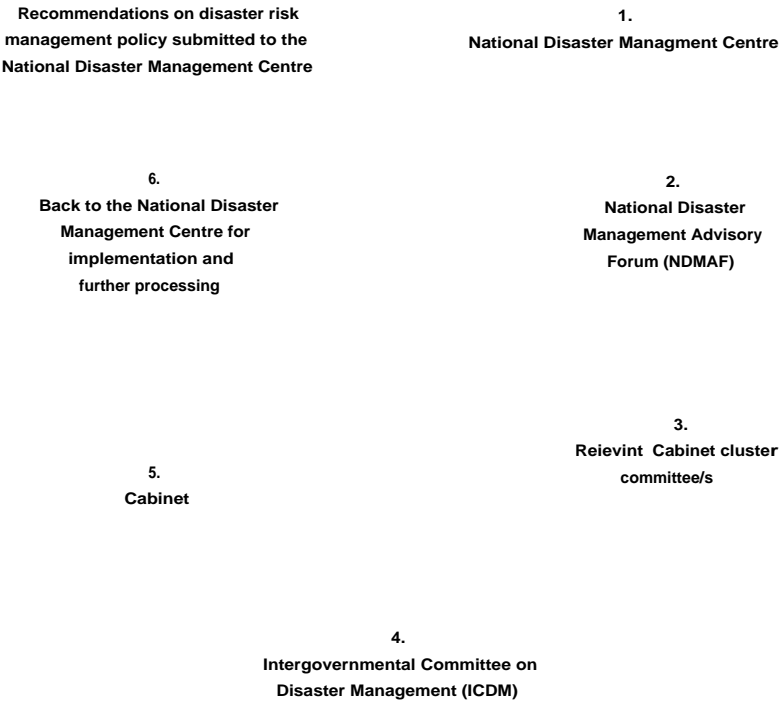 Recommendations on disaster risk
management policy submitted to the
National Disaster Management Centre
1.
National Disaster Managment Centre
2.
National Disaster
Management Advisory
Forum (NDMAF)
3.
Reievint Cabinet cluster
committee/s
4.
Intergovernmental Committee on
Disaster Management (ICDM)
5.
Cabinet
6.
Back to the National Disaster
Management Centre for
implementation and
further processing